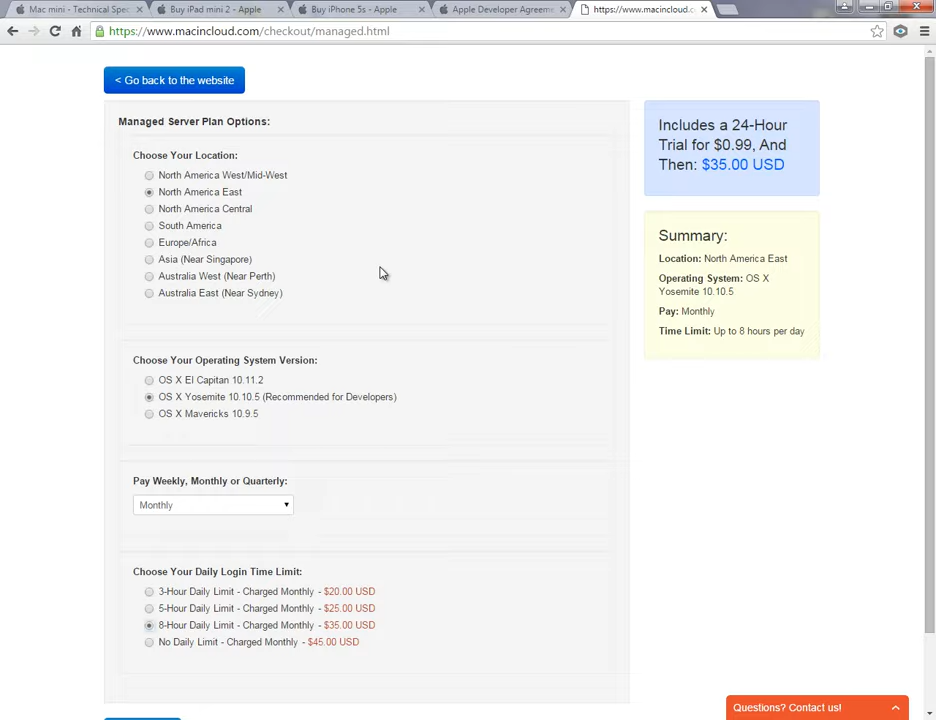 Mac mini - Technical Spec
Buy iPad mini 2 - Apple
Buy iPhone 5s - Apple
Apple Developer Agreeme
https://www.macincloud.c
https://www.macincloud.com/checkout/managed.html
< Go back to the website
Managed Server Plan Options:
Choose Your Location:
North America West/Mid-West
North America East
North America Central
South America
Europe/Africa
Asia (Near Singapore)
Australia West (Near Perth)
Australia East (Near Sydney)
Choose Your Operating System Version:
OS X El Capitan 10.11.2
OS X Yosemite 10.10.5 (Recommended for Developers)
OS X Mavericks 10.9.5
Pay Weekly, Monthly or Quarterly:
Monthly
Choose Your Daily Login Time Limit:
3-Hour Daily Limit - Charged Monthly - $20.00 USD
5-Hour Daily Limit - Charged Monthly - $25.00 USD
8-Hour Daily Limit - Charged Monthly - $35.00 USD
No Daily Limit - Charged Monthly - $45.00 USD
Includes a 24-Hour
Trial for $0.99, And
Then: $35.00 USD
Summary:
Location: North America East
Operating System: OS X
Yosemite 10.10.5
Pay: Monthly
Time Limit: Up to 8 hours per day
Questions? Contact us!